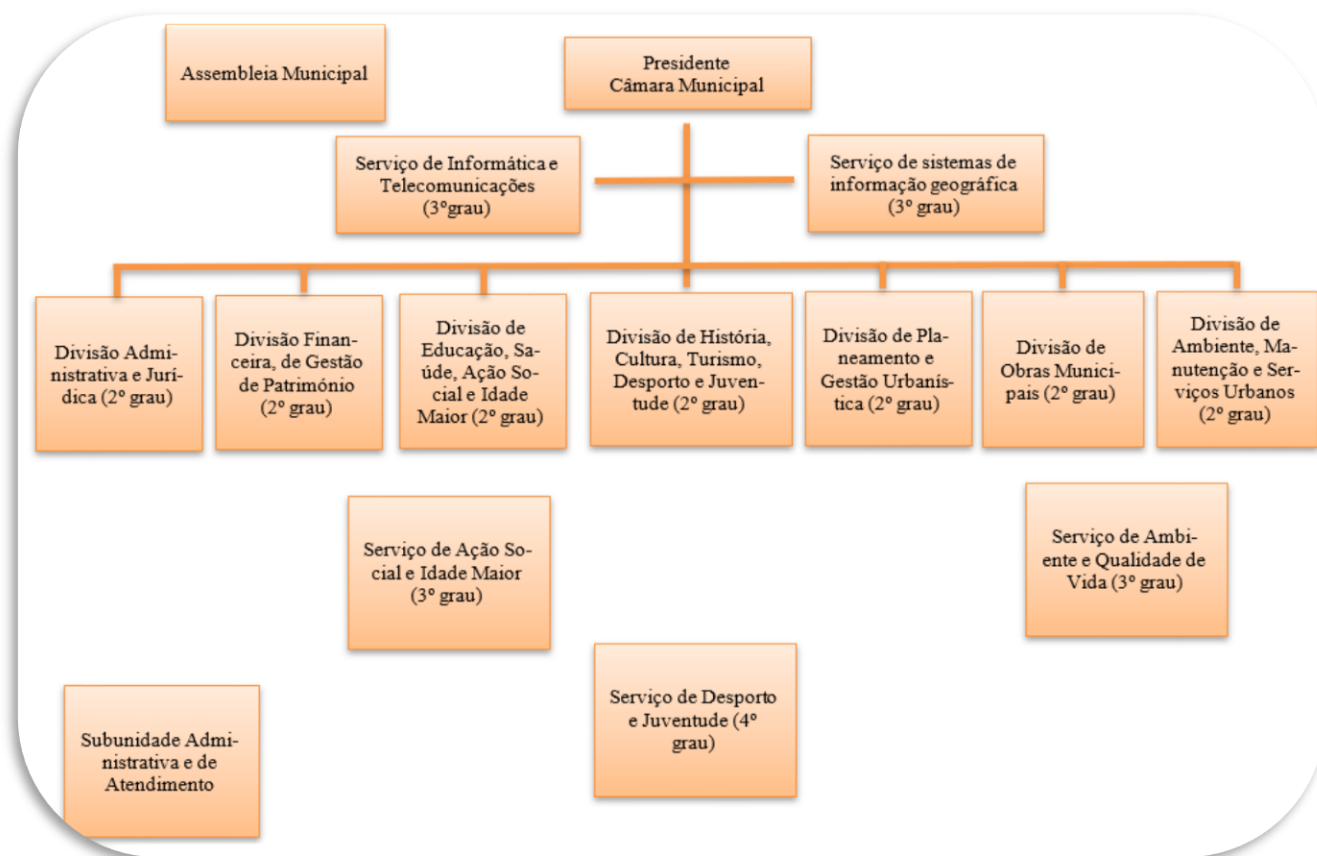 Assembleia Municipal
Presidente
Câmara Municipal
Serviço de Informática e
Telecomunicações
(3ºgrau)
Serviço de sistemas de
informação geográfica
(3º grau)
Divisão Admi-
nistrativa e Jurí-
dica (2º grau)
Divisão Finan-
ceira, de Gestão
de Património
(2º grau)
Divisão de
Educação, Sa-
úde, Ação So-
cial e Idade
Maior (2º grau)
Divisão de História,
Cultura, Turismo,
Desporto e Juven-
tude (2º grau)
Divisão de Pla-
neamento e
Gestão Urbanís-
tica (2º grau)
Divisão de
Obras Munici-
pais (2º grau)
Divisão de
Ambiente, Ma-
nutenção e Ser-
viços Urbanos
(2º grau)
Serviço de Ação So-
cial e Idade Maior
(3º grau)
Serviço de Ambi-
ente e Qualidade de
Vida (3º grau)
Serviço de Desporto
e Juventude (4º
grau)
Subunidade Admi-
nistrativa e de
Atendimento